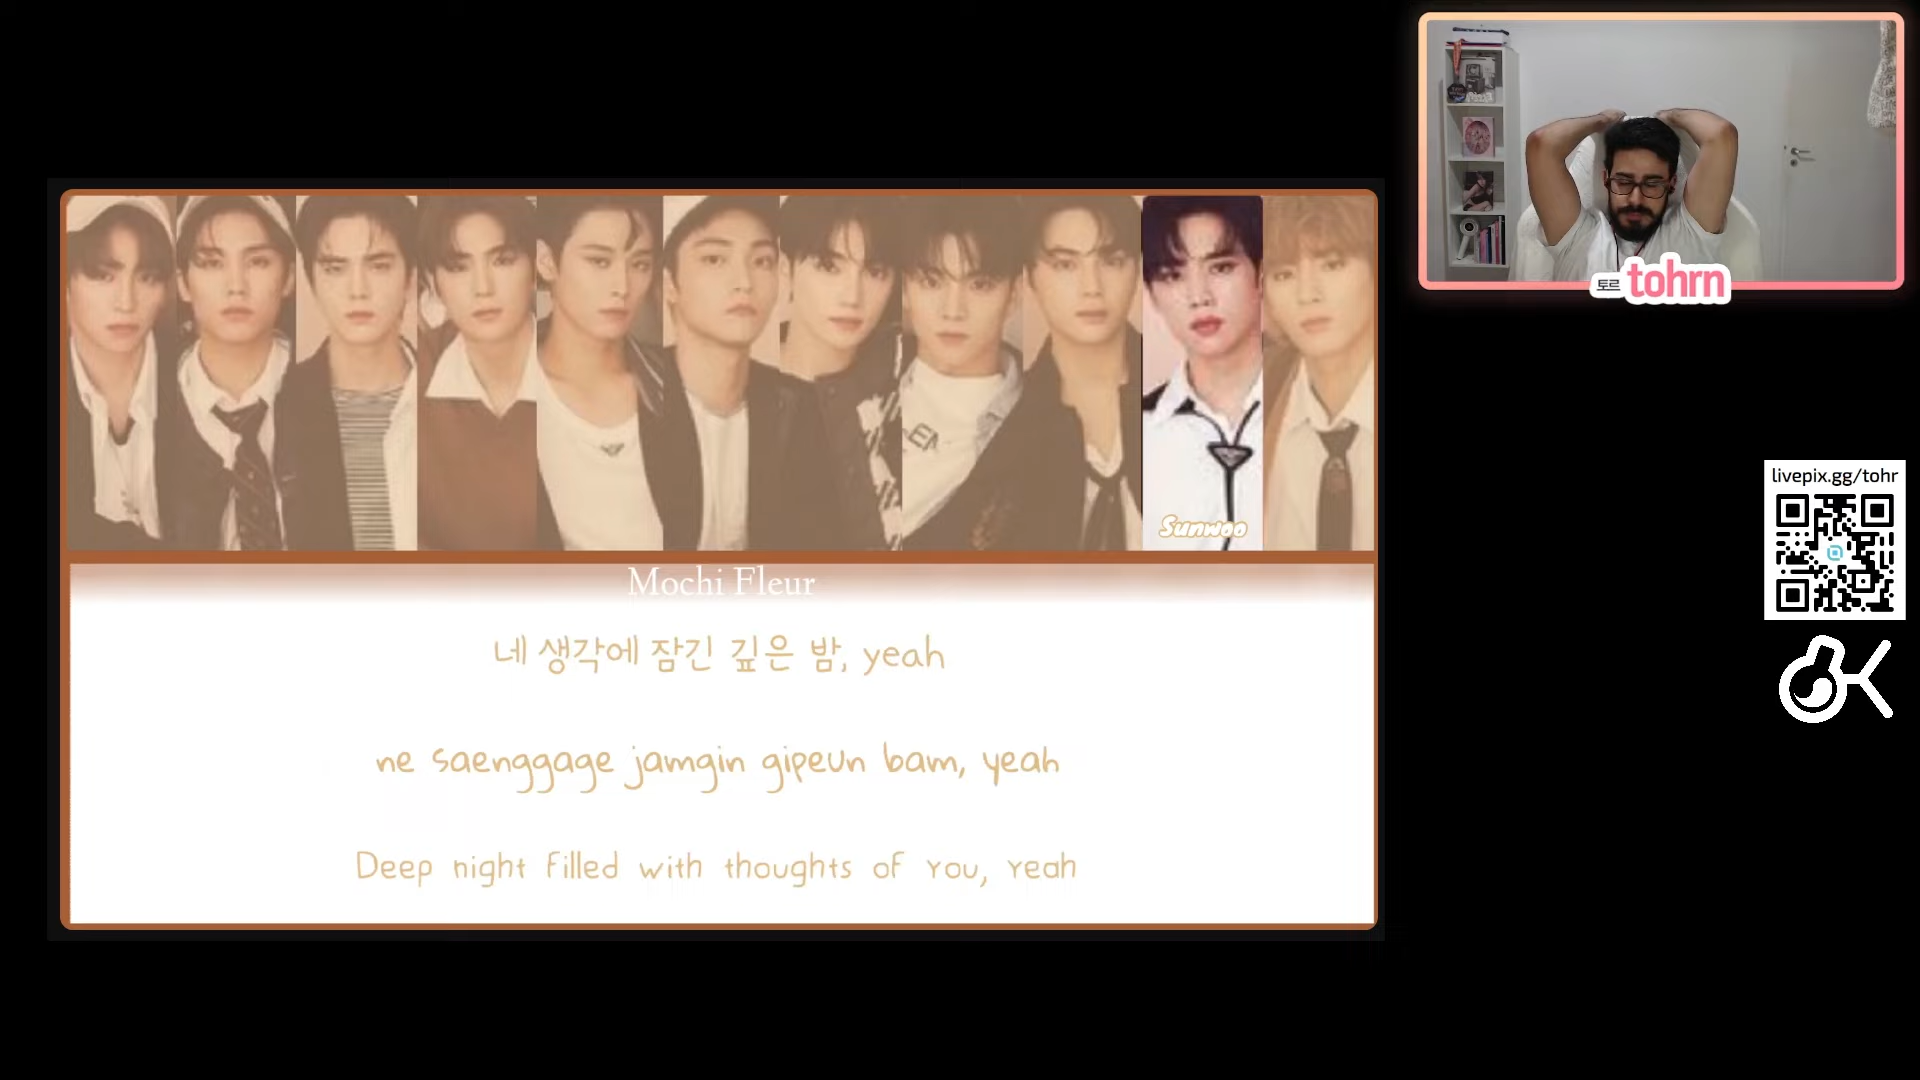 Sunwoo
Mochi Fleur
네 생각에 잠긴 깊은 밤, yeah
ne saenggage jamgin gipeun bam, yeah
Deep night filled with thoughts of you, yeah
토르 tohrn
livepix.gg/tohr